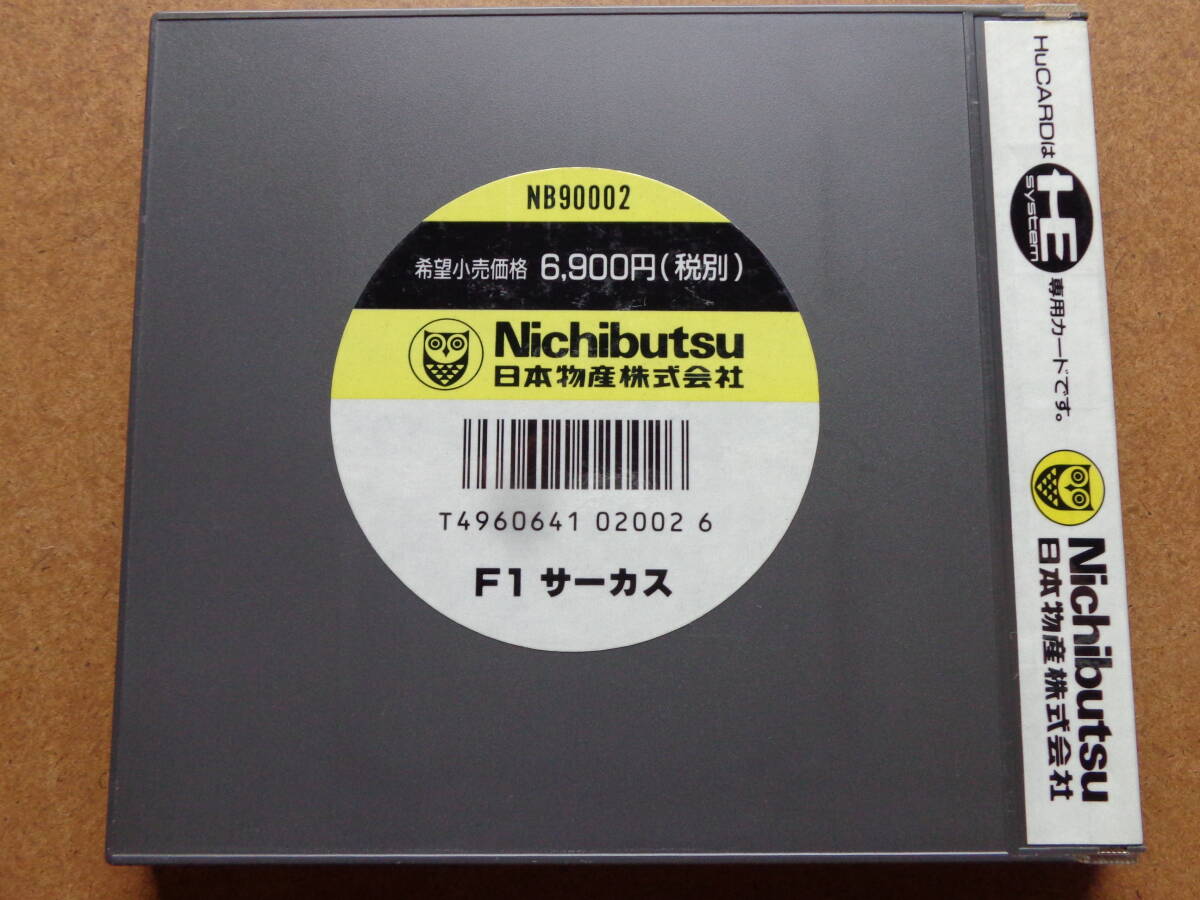 NB90002
希望小売価格 6,900円(税別)
Nichibutsu
日本物産株式会社
T4960641 02002 6
F1 サーカス
HuCARDは HE system 専用カードです。
Nichibutsu
日本物産株式会社